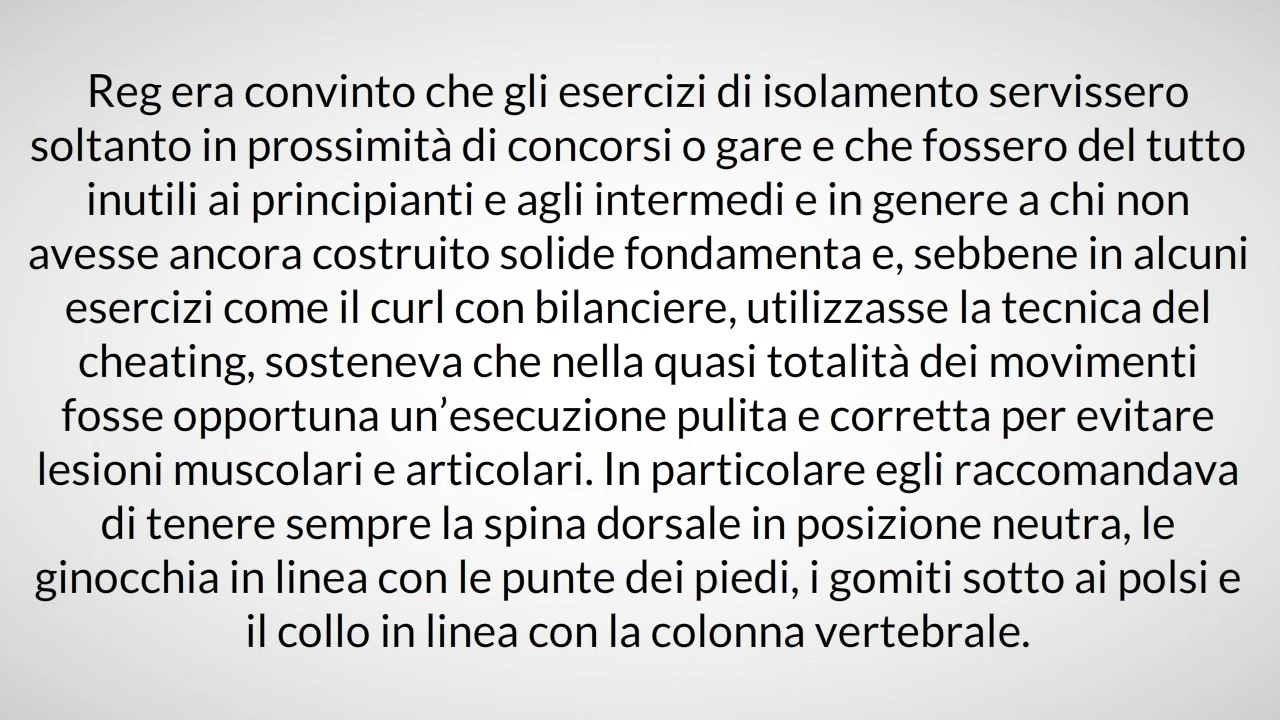 Reg era convinto che gli esercizi di isolamento servissero
soltanto in prossimità di concorsi o gare e che fossero del tutto
inutili ai principianti e agli intermedi e in genere a chi non
avesse ancora costruito solide fondamenta e, sebbene in alcuni
esercizi come il curl con bilanciere, utilizzasse la tecnica del
cheating, sosteneva che nella quasi totalità dei movimenti
fosse opportuna un’esecuzione pulita e corretta per evitare
lesioni muscolari e articolari. In particolare egli raccomandava
di tenere sempre la spina dorsale in posizione neutra, le
ginocchia in linea con le punte dei piedi, i gomiti sotto ai polsi e
il collo in linea con la colonna vertebrale.